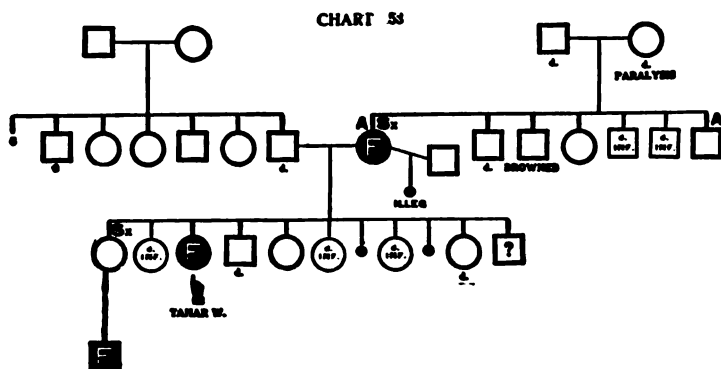 CHART 53
d.
d.
PARALYSIS
A Sx
A
d
d
d.
F
d.
DROWNED
d.
INF.
d.
INF.
ILLEG
Sx
d.
INF.
F
d.
d.
INF.
d.
INF.
d.
?
TAMAR W.
F